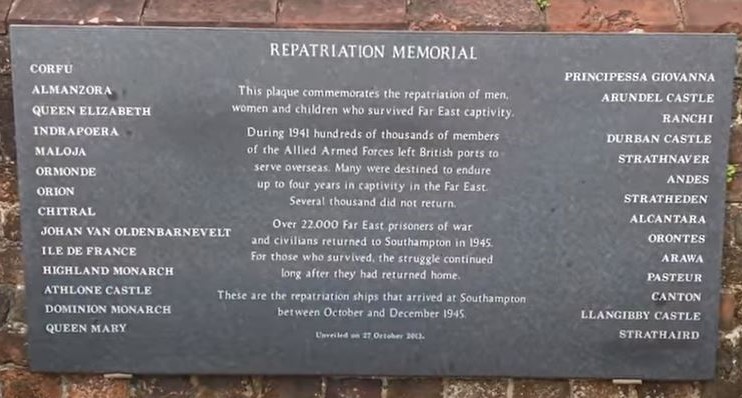 REPATRIATION MEMORIAL
CORFU
ALMANZORA
QUEEN ELIZABETH
INDRAPOERA
MALOJA
ORMONDE
ORION
CHITRAL
JOHAN VAN OLDENBARNEVELT
ILE DE FRANCE
HIGHLAND MONARCH
ATHLONE CASTLE
DOMINION MONARCH
QUEEN MARY
This plaque commemorates the repatriation of men,
women and children who survived Far East captivity.
During 1941 hundreds of thousands of members
of the Allied Armed Forces left British ports to
serve overseas. Many were destined to endure
up to four years in captivity in the Far East.
Several thousand did not return.
Over 22,000 Far East prisoners of war
and civilians returned to Southampton in 1945.
For those who survived, the struggle continued
long after they had returned home.
These are the repatriation ships that arrived at Southampton
between October and December 1945.
Unveiled on 27 October 2013.
PRINCIPESSA GIOVANNA
ARUNDEL CASTLE
RANCHI
DURBAN CASTLE
STRATHNAVER
ANDES
STRATHEDEN
ALCANTARA
ORONTES
ARAWA
PASTEUR
CANTON
LLANGIBBY CASTLE
STRATHAIRD